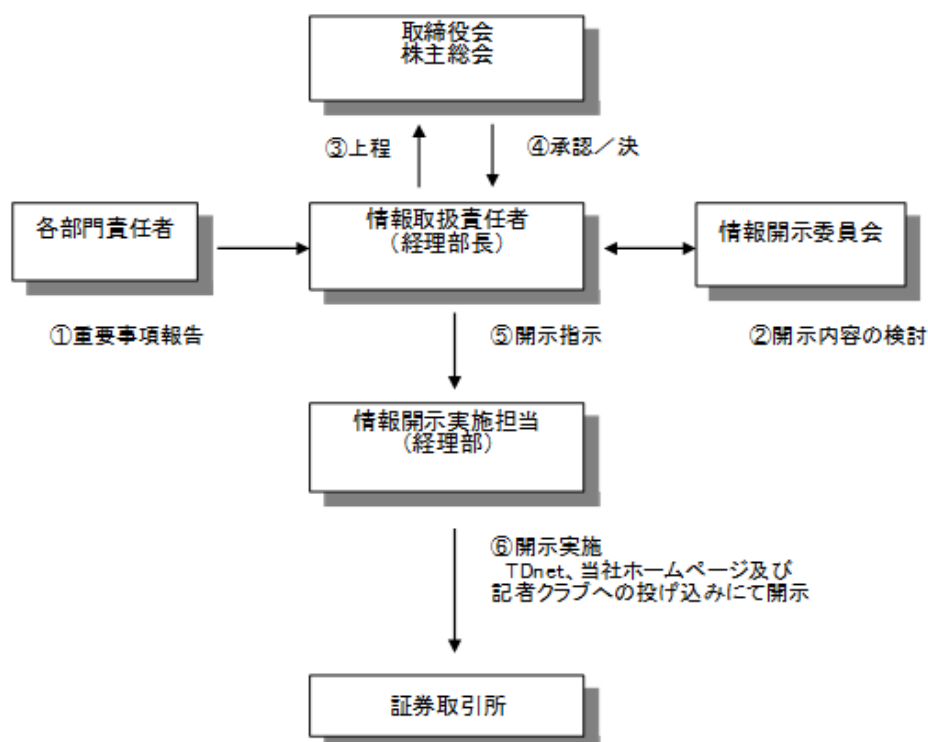 取締役会
株主総会
③上程
④承認／決
各部門責任者
情報取扱責任者
（経理部長）
情報開示委員会
①重要事項報告
⑤開示指示
②開示内容の検討
情報開示実施担当
（経理部）
⑥開示実施
TDnet、当社ホームページ及び
記者クラブへの投げ込みにて開示
証券取引所